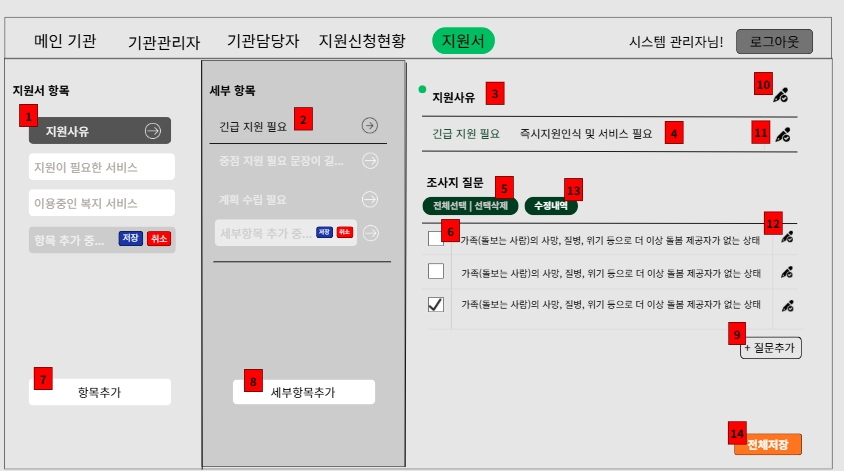 메인 기관 기관관리자 기관담당자 지원신청현황 지원서 시스템 관리자님! 로그아웃
지원서 항목
1
지원사유
지원이 필요한 서비스
이용중인 복지 서비스
항목 추가 중... 저장 취소
7
항목추가
세부 항목
긴급 지원 필요 2
중점 지원 필요 문장이 길...
계획 수립 필요
세부항목 추가 중... 저장 취소
8
세부항목추가
지원사유 3 10
긴급 지원 필요 즉시지원인식 및 서비스 필요 4 11
조사지 질문
5 13
전체선택 | 선택삭제 수정내역
6 12
가족(돌보는 사람)의 사망, 질병, 위기 등으로 더 이상 돌봄 제공자가 없는 상태
가족(돌보는 사람)의 사망, 질병, 위기 등으로 더 이상 돌봄 제공자가 없는 상태
가족(돌보는 사람)의 사망, 질병, 위기 등으로 더 이상 돌봄 제공자가 없는 상태
9
+ 질문추가
14
전체저장